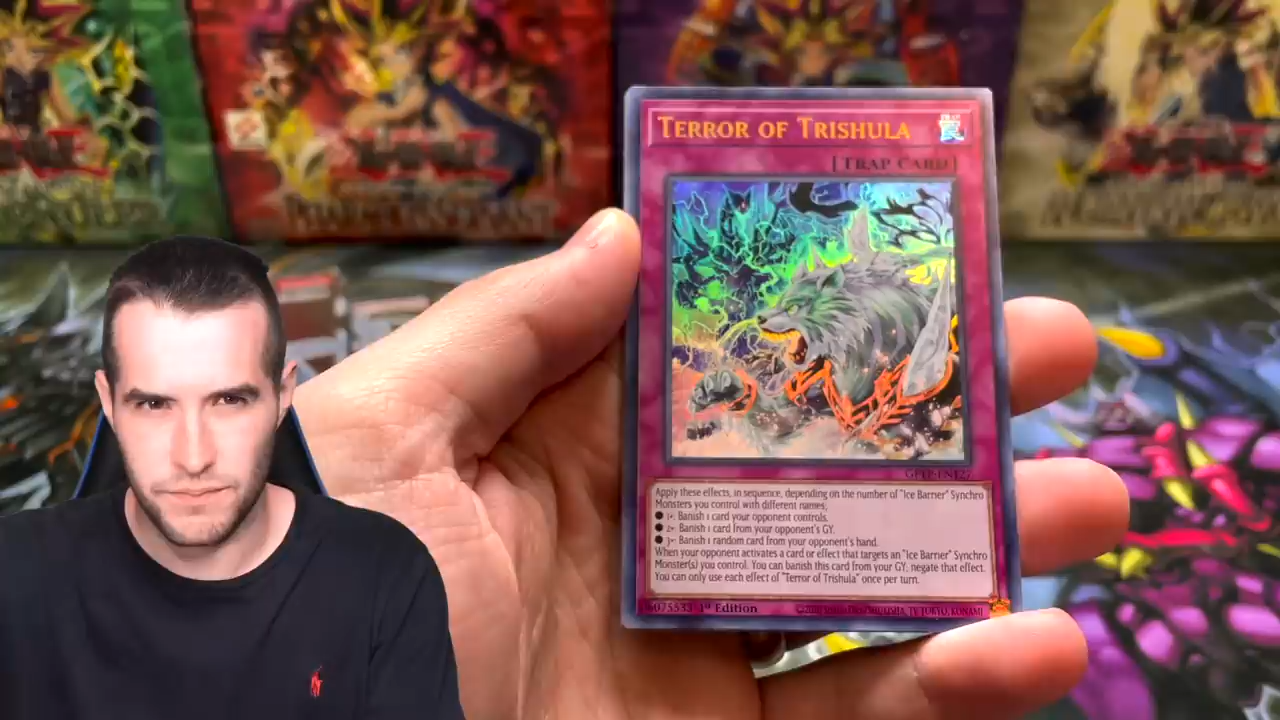 TERROR OF TRISHULA
[TRAP CARD]
Apply these effects, in sequence, depending on the number of "Ice Barrier" Synchro
Monsters you control with different names;
● 1+: Banish 1 card your opponent controls.
● 2+: Banish 1 card from your opponent's GY.
● 3+: Banish 1 random card from your opponent's hand.
When your opponent activates a card or effect that targets an "Ice Barrier" Synchro
Monster(s) you control: You can banish this card from your GY; negate that effect.
You can only use each effect of "Terror of Trishula" once per turn.
1st Edition
TV TOKYO, KONAMI